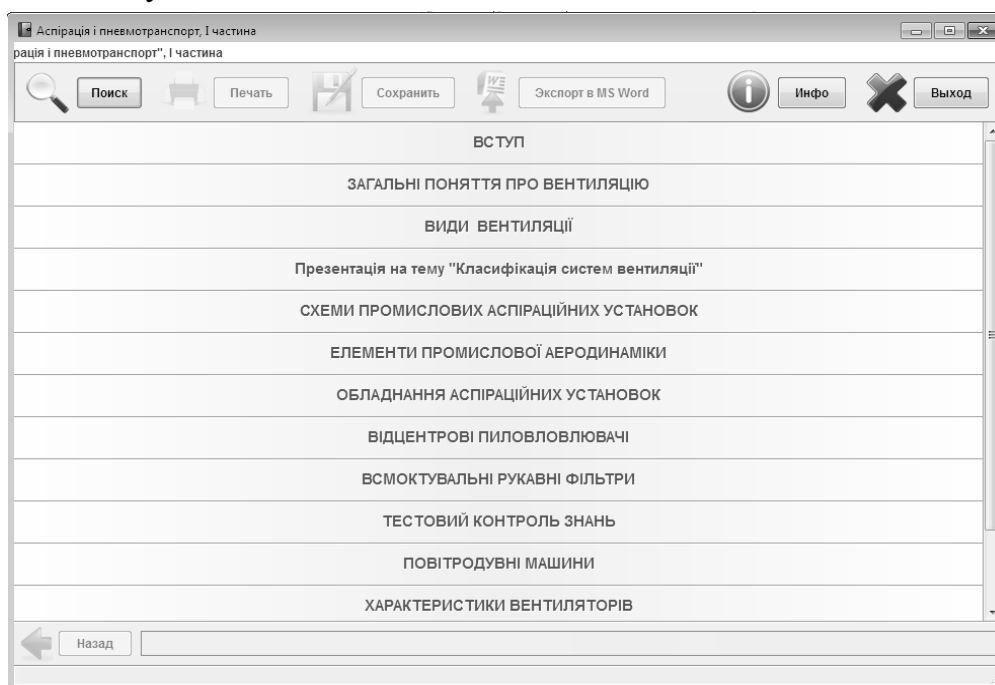 Аспірація і пневмотранспорт, І частина
рація і пневмотранспорт", І частина
Поиск Печать Сохранить Экспорт в MS Word Инфо Выход
ВСТУП
ЗАГАЛЬНІ ПОНЯТТЯ ПРО ВЕНТИЛЯЦІЮ
ВИДИ ВЕНТИЛЯЦІЇ
Презентація на тему "Класифікація систем вентиляції"
СХЕМИ ПРОМИСЛОВИХ АСПІРАЦІЙНИХ УСТАНОВОК
ЕЛЕМЕНТИ ПРОМИСЛОВОЇ АЕРОДИНАМІКИ
ОБЛАДНАННЯ АСПІРАЦІЙНИХ УСТАНОВОК
ВІДЦЕНТРОВІ ПИЛОВЛОВЛЮВАЧІ
ВСМОКТУВАЛЬНІ РУКАВНІ ФІЛЬТРИ
ТЕСТОВИЙ КОНТРОЛЬ ЗНАНЬ
ПОВІТРОДУВНІ МАШИНИ
ХАРАКТЕРИСТИКИ ВЕНТИЛЯТОРІВ
Назад